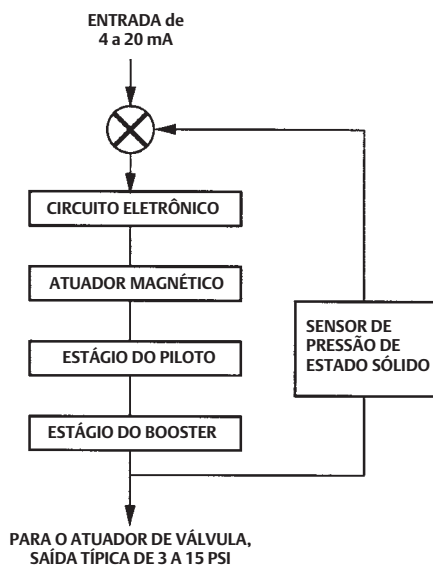 ENTRADA de
4 a 20 mA
CIRCUITO ELETRÔNICO
ATUADOR MAGNÉTICO
ESTÁGIO DO PILOTO
SENSOR DE
PRESSÃO DE
ESTADO SÓLIDO
ESTÁGIO DO BOOSTER
PARA O ATUADOR DE VÁLVULA,
SAÍDA TÍPICA DE 3 A 15 PSI